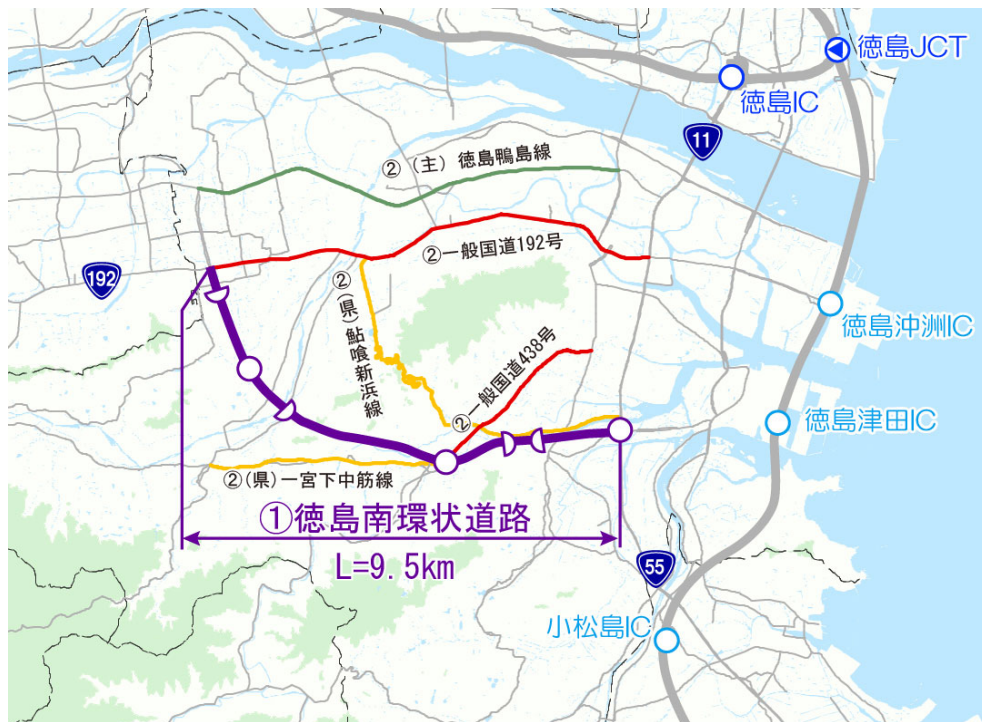 徳島JCT
徳島IC
11
②（主）徳島鴨島線
②一般国道192号
192
②(県)鮎喰新浜線
徳島沖洲IC
②一般国道438号
徳島津田IC
②(県)一宮下中筋線
①徳島南環状道路
L=9.5km
55
小松島IC